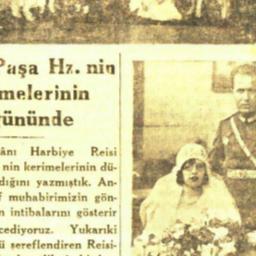 Paşa Hz. nin
melerinin
ününde
ânı Harbiye Reisi
nin kerimelerinin dü-
dığını yazmıştık. An-
f muhabirimizin gön-
n intibalarını gösterir
cediyoruz. Yukarıki
ü şereflendiren Reisi-